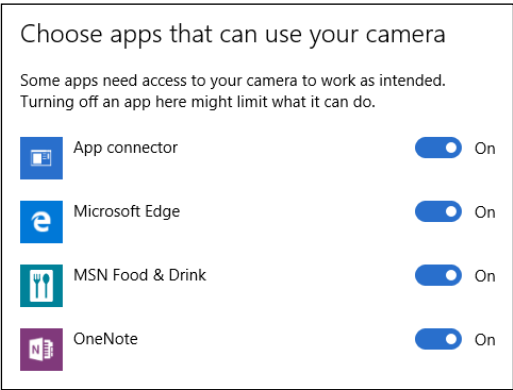 Choose apps that can use your camera
Some apps need access to your camera to work as intended.
Turning off an app here might limit what it can do.
App connector On
Microsoft Edge On
MSN Food & Drink On
OneNote On